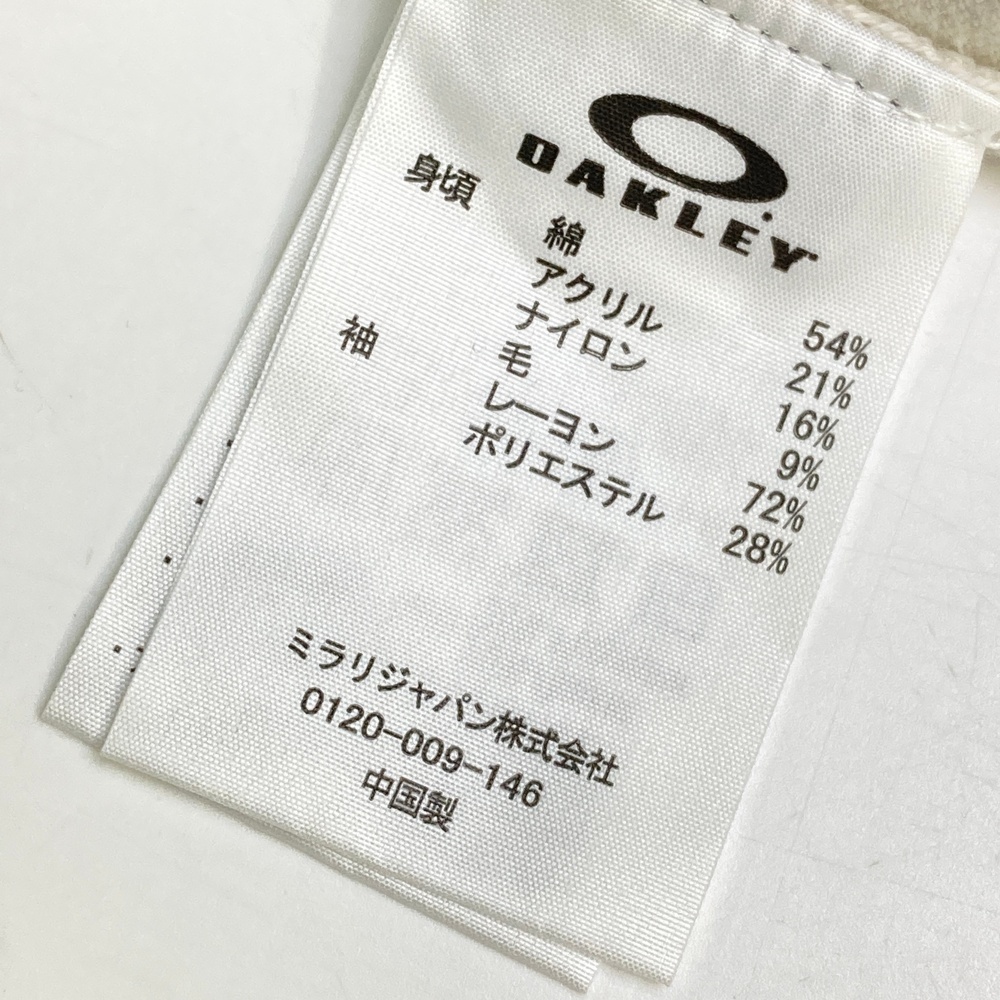 OAKLEY
身頃 綿 54%
アクリル 21%
ナイロン 16%
毛 9%
袖 レーヨン 72%
ポリエステル 28%
ミラリジャパン株式会社
0120-009-146
中国製